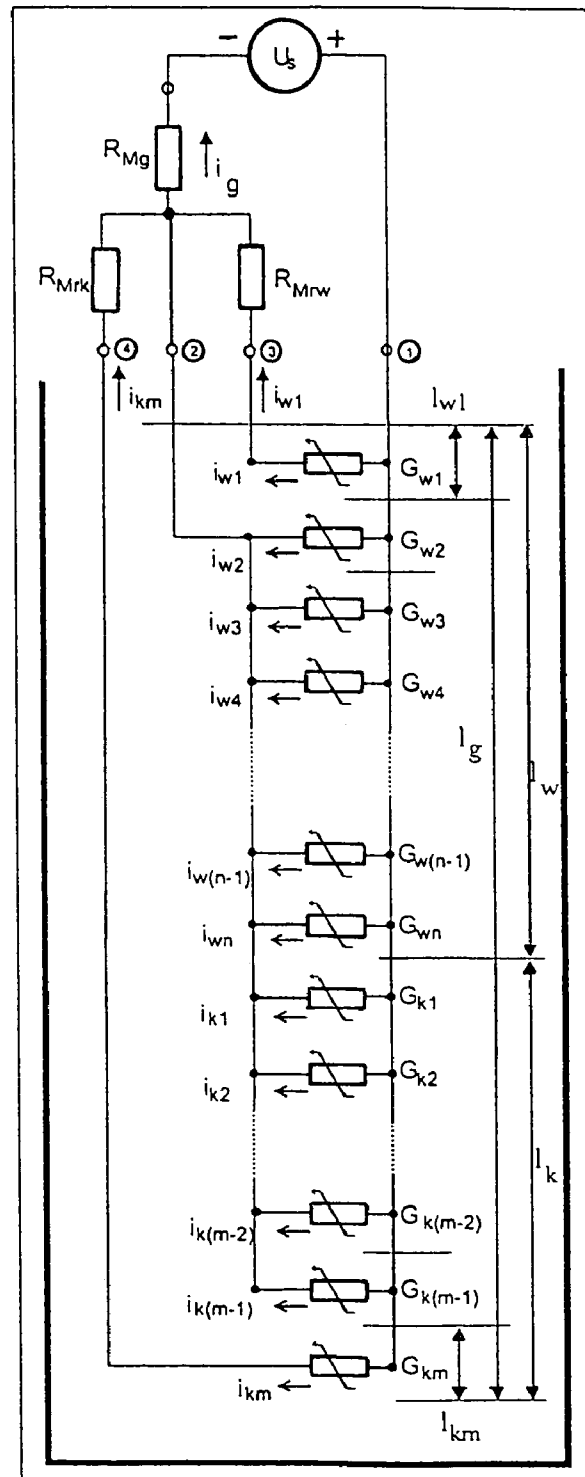 − U_s +
R_Mg i_g
R_Mrk R_Mrw
④ ② ③ ①
i_km i_w1 l_w1
i_w1 G_w1
i_w2 G_w2
i_w3 G_w3
i_w4 G_w4
l_g
l_w
i_w(n-1) G_w(n-1)
i_wn G_wn
i_k1 G_k1
i_k2 G_k2
l_k
i_k(m-2) G_k(m-2)
i_k(m-1) G_k(m-1)
i_km G_km
l_km